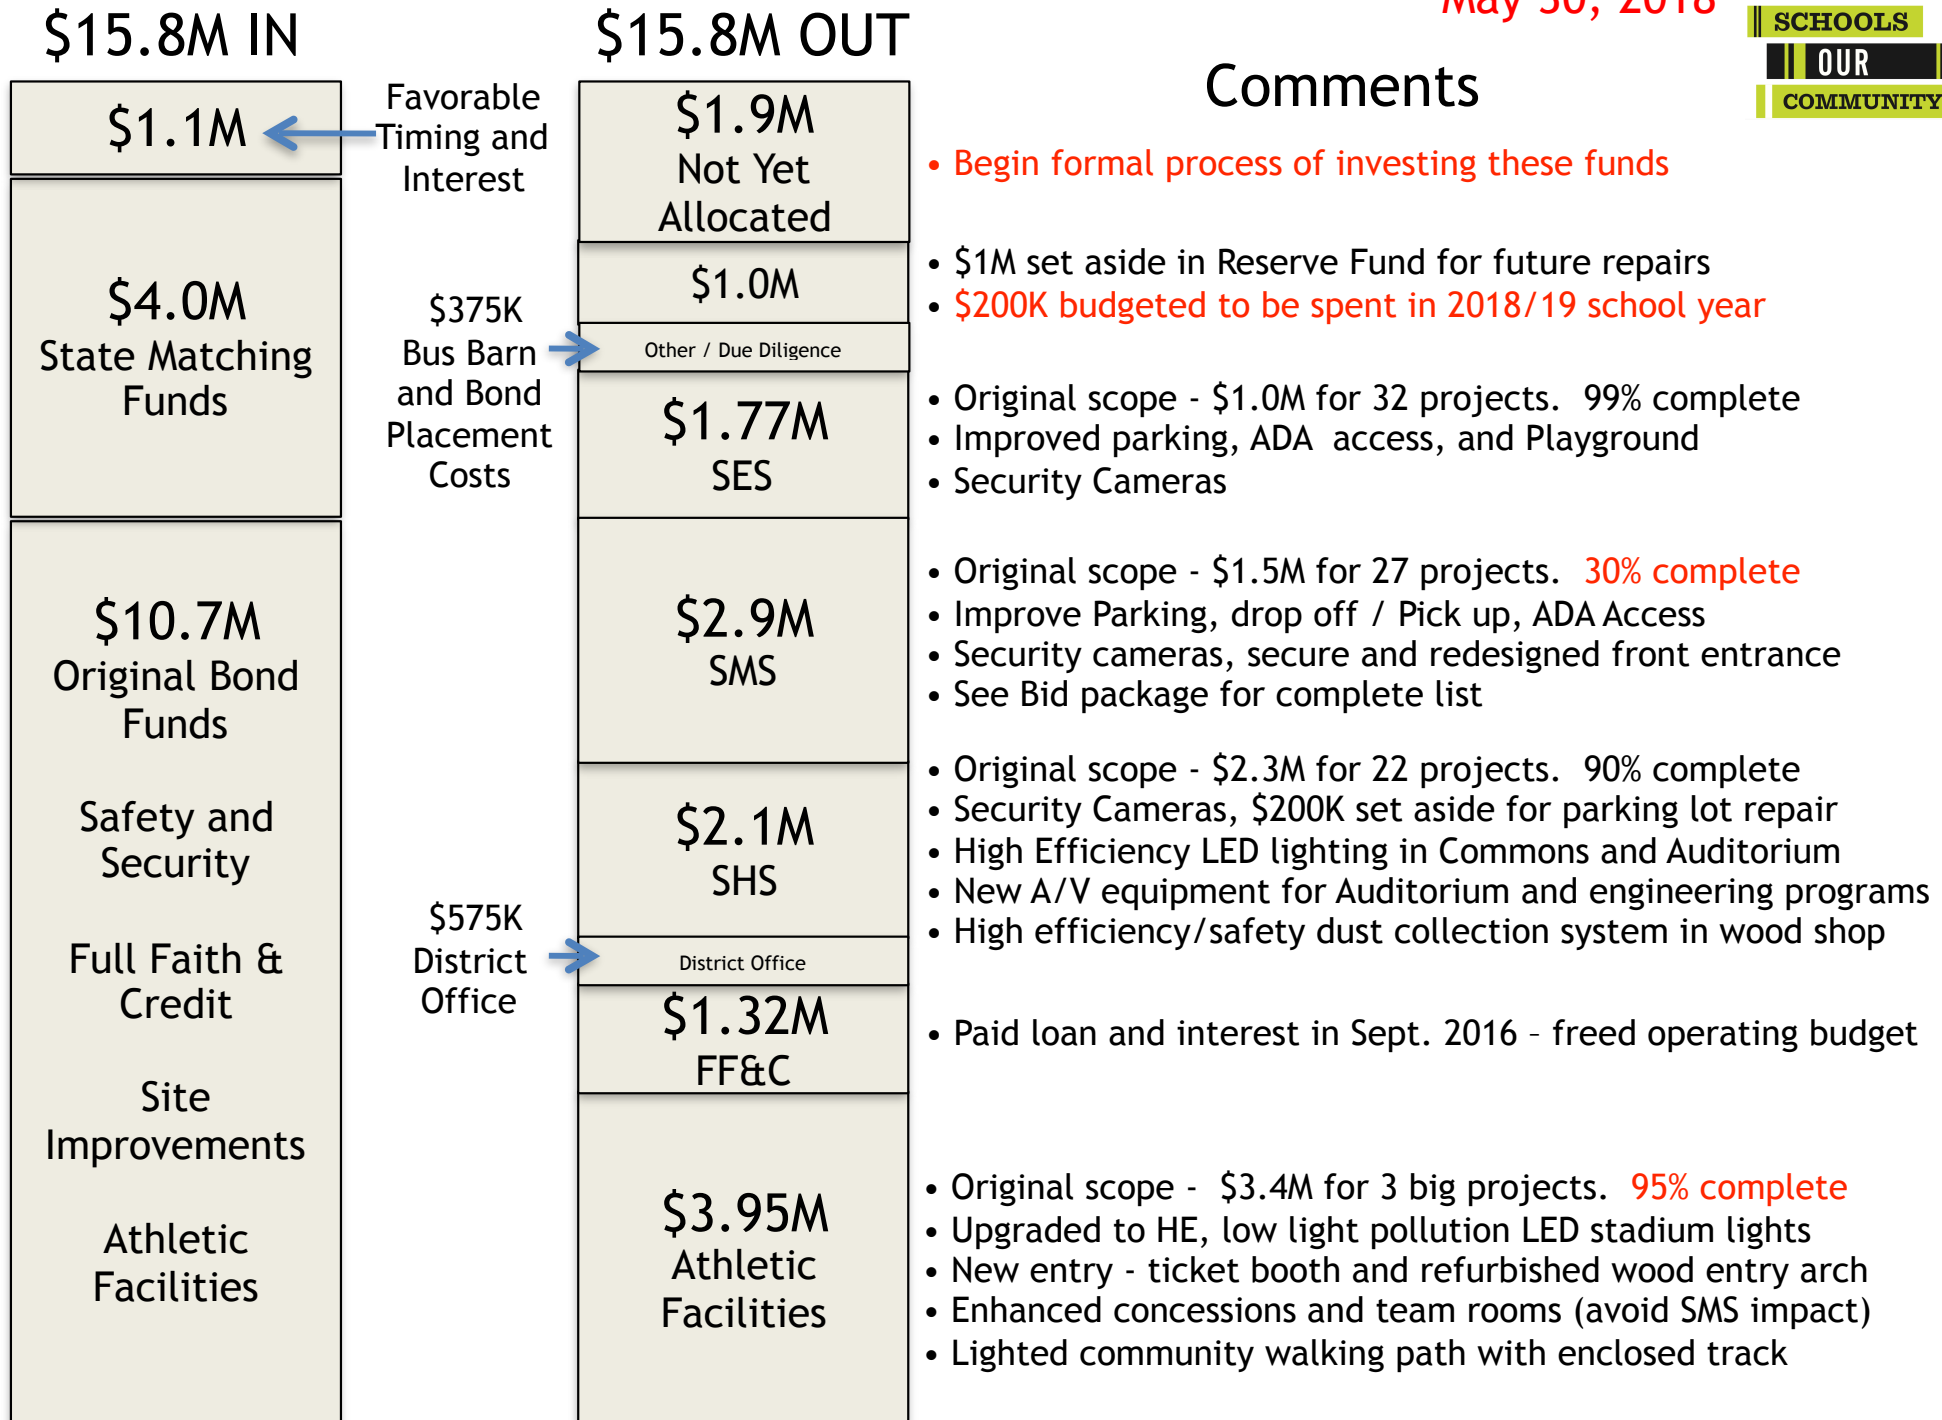 May 30, 2018
SCHOOLS
OUR
COMMUNITY
$15.8M IN
$1.1M
$4.0M
State Matching
Funds
$10.7M
Original Bond
Funds
Safety and
Security
Full Faith &
Credit
Site
Improvements
Athletic
Facilities
Favorable
Timing and
Interest
$375K
Bus Barn
and Bond
Placement
Costs
$575K
District
Office
$15.8M OUT
$1.9M
Not Yet
Allocated
$1.0M
Other / Due Diligence
$1.77M
SES
$2.9M
SMS
$2.1M
SHS
District Office
$1.32M
FF&C
$3.95M
Athletic
Facilities
Comments
• Begin formal process of investing these funds
• $1M set aside in Reserve Fund for future repairs
• $200K budgeted to be spent in 2018/19 school year
• Original scope - $1.0M for 32 projects. 99% complete
• Improved parking, ADA access, and Playground
• Security Cameras
• Original scope - $1.5M for 27 projects. 30% complete
• Improve Parking, drop off / Pick up, ADA Access
• Security cameras, secure and redesigned front entrance
• See Bid package for complete list
• Original scope - $2.3M for 22 projects. 90% complete
• Security Cameras, $200K set aside for parking lot repair
• High Efficiency LED lighting in Commons and Auditorium
• New A/V equipment for Auditorium and engineering programs
• High efficiency/safety dust collection system in wood shop
• Paid loan and interest in Sept. 2016 – freed operating budget
• Original scope - $3.4M for 3 big projects. 95% complete
• Upgraded to HE, low light pollution LED stadium lights
• New entry - ticket booth and refurbished wood entry arch
• Enhanced concessions and team rooms (avoid SMS impact)
• Lighted community walking path with enclosed track